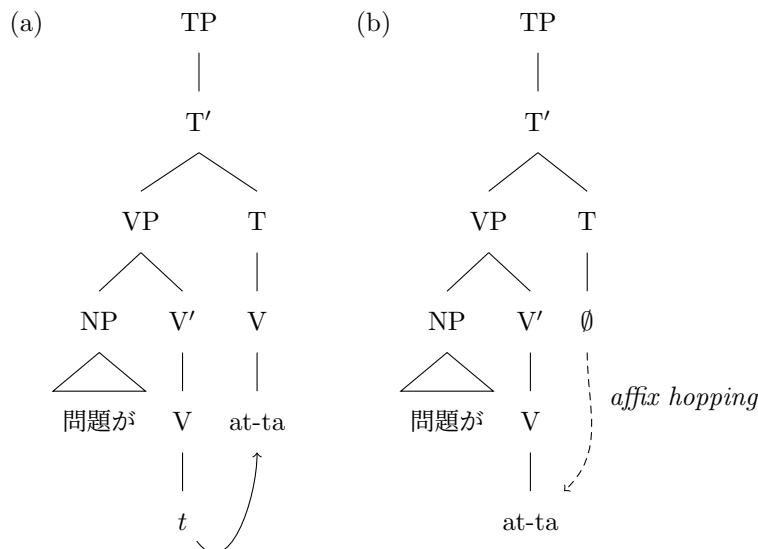 (a) TP (b) TP
T′ T′
VP T VP T
NP V′ V NP V′ ∅
問題が V at-ta 問題が V affix hopping
t at-ta